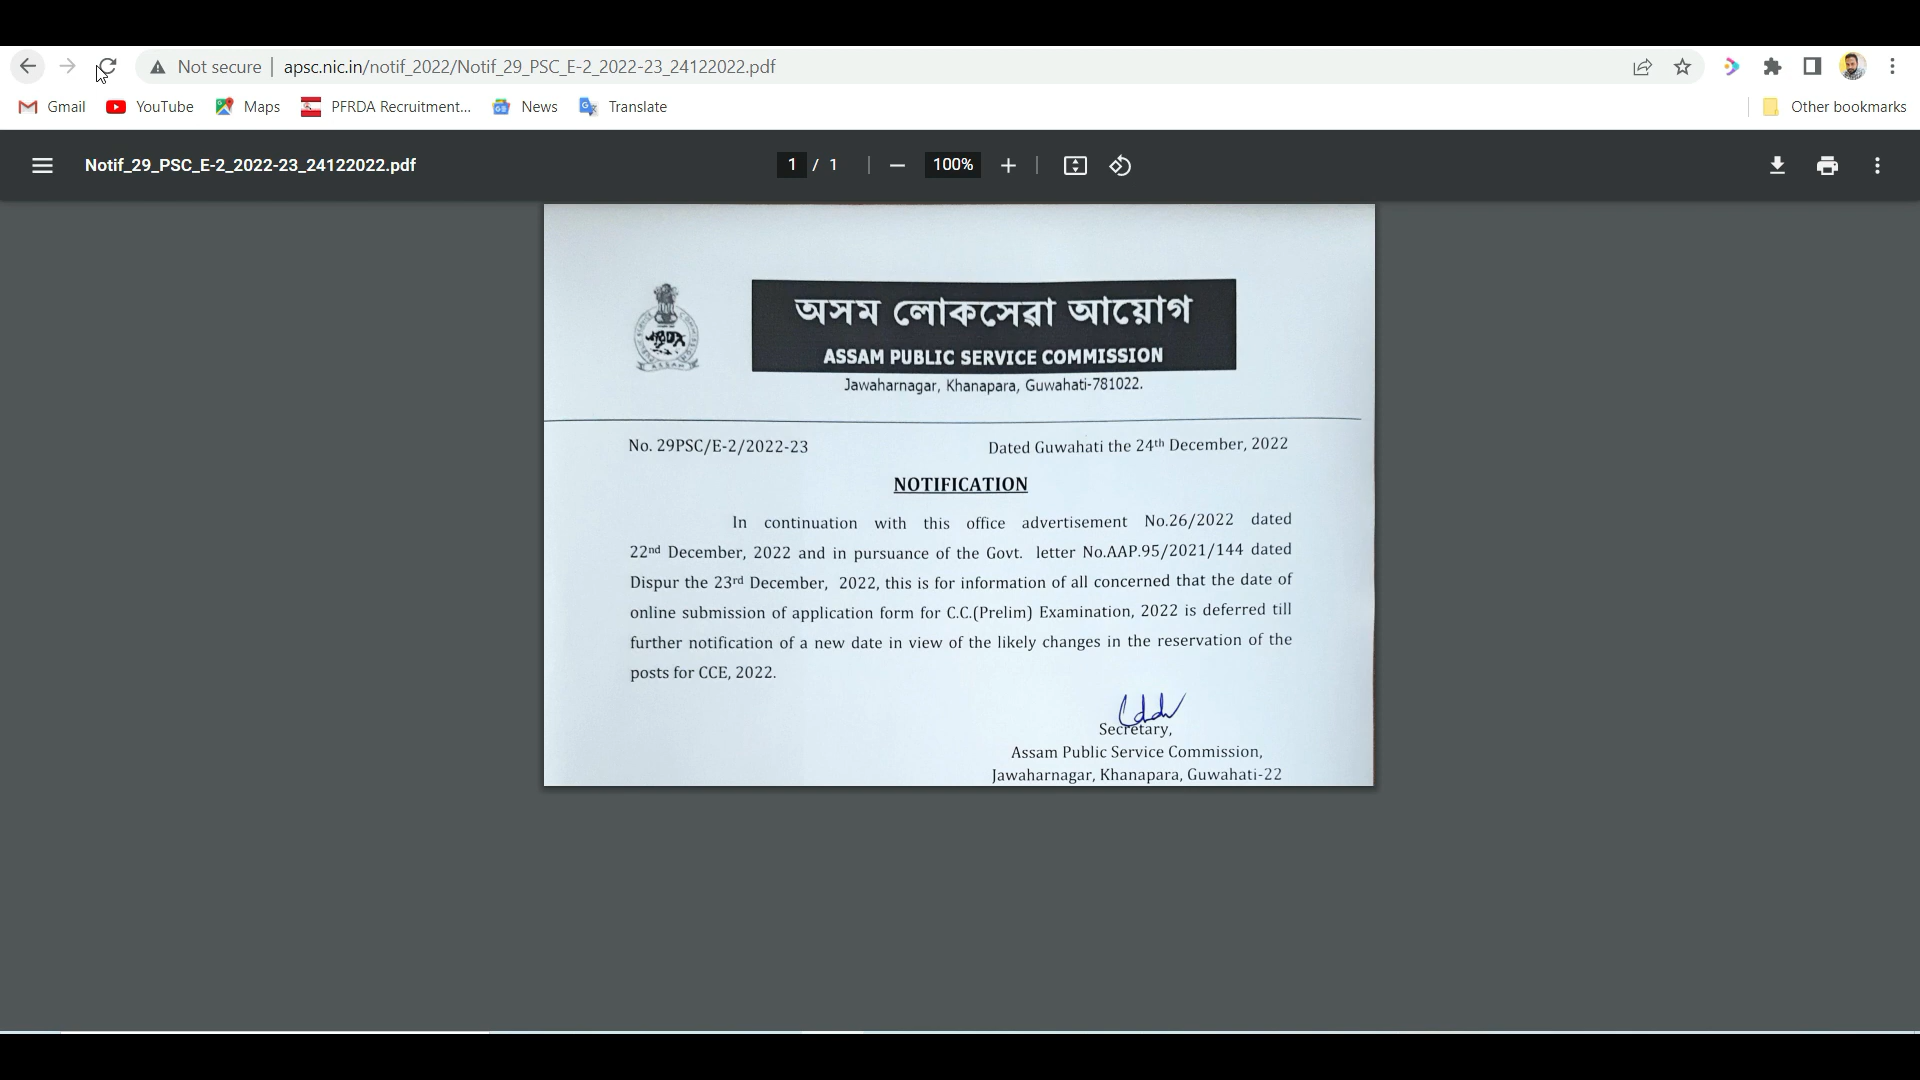 Not secure | apsc.nic.in/notif_2022/Notif_29_PSC_E-2_2022-23_24122022.pdf
Gmail YouTube Maps PFRDA Recruitment... News Translate Other bookmarks
Notif_29_PSC_E-2_2022-23_24122022.pdf 1 / 1 100%
অসম লোকসেৱা আয়োগ
ASSAM PUBLIC SERVICE COMMISSION
Jawaharnagar, Khanapara, Guwahati-781022.
ASSAM
No. 29PSC/E-2/2022-23 Dated Guwahati the 24th December, 2022
NOTIFICATION
In continuation with this office advertisement No.26/2022 dated
22nd December, 2022 and in pursuance of the Govt. letter No.AAP.95/2021/144 dated
Dispur the 23rd December, 2022, this is for information of all concerned that the date of
online submission of application form for C.C.(Prelim) Examination, 2022 is deferred till
further notification of a new date in view of the likely changes in the reservation of the
posts for CCE, 2022.
Secretary,
Assam Public Service Commission,
Jawaharnagar, Khanapara, Guwahati-22